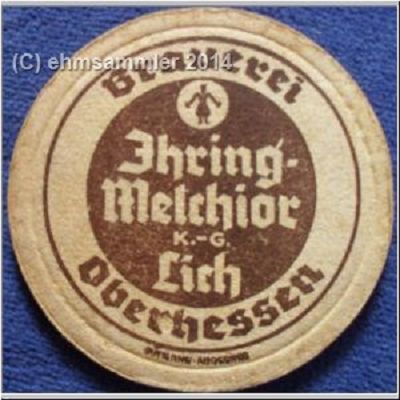 (C) ehmsammler 2014
Brauerei
Ihring-
Melchior
K.-G.
Lich
Oberhessen